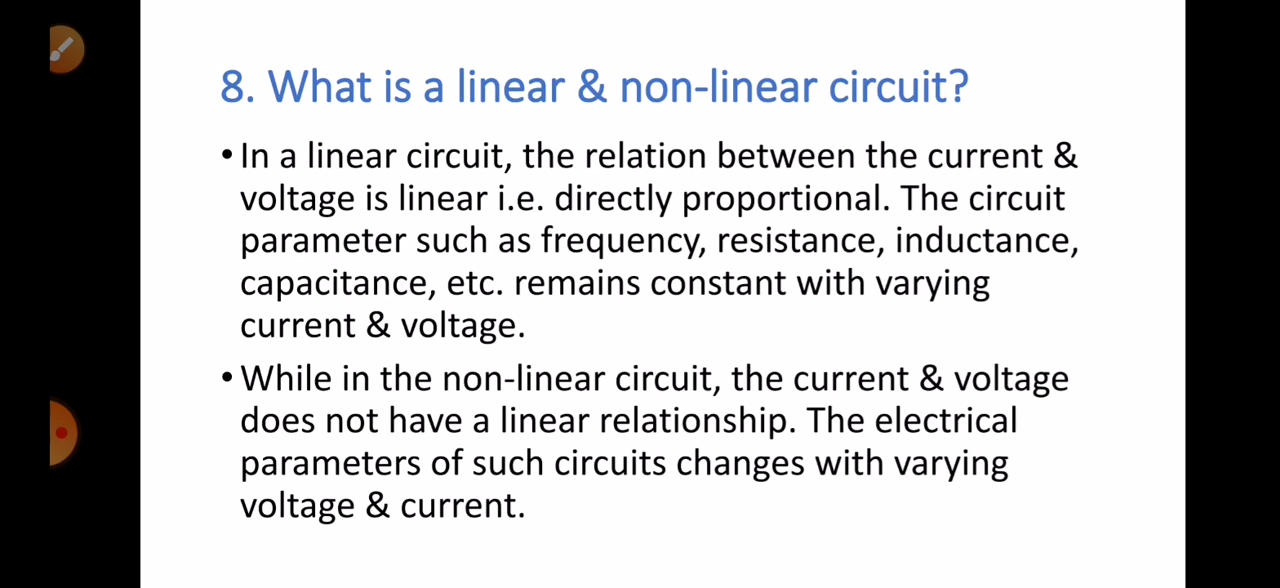 8. What is a linear & non-linear circuit?
• In a linear circuit, the relation between the current &
voltage is linear i.e. directly proportional. The circuit
parameter such as frequency, resistance, inductance,
capacitance, etc. remains constant with varying
current & voltage.
• While in the non-linear circuit, the current & voltage
does not have a linear relationship. The electrical
parameters of such circuits changes with varying
voltage & current.